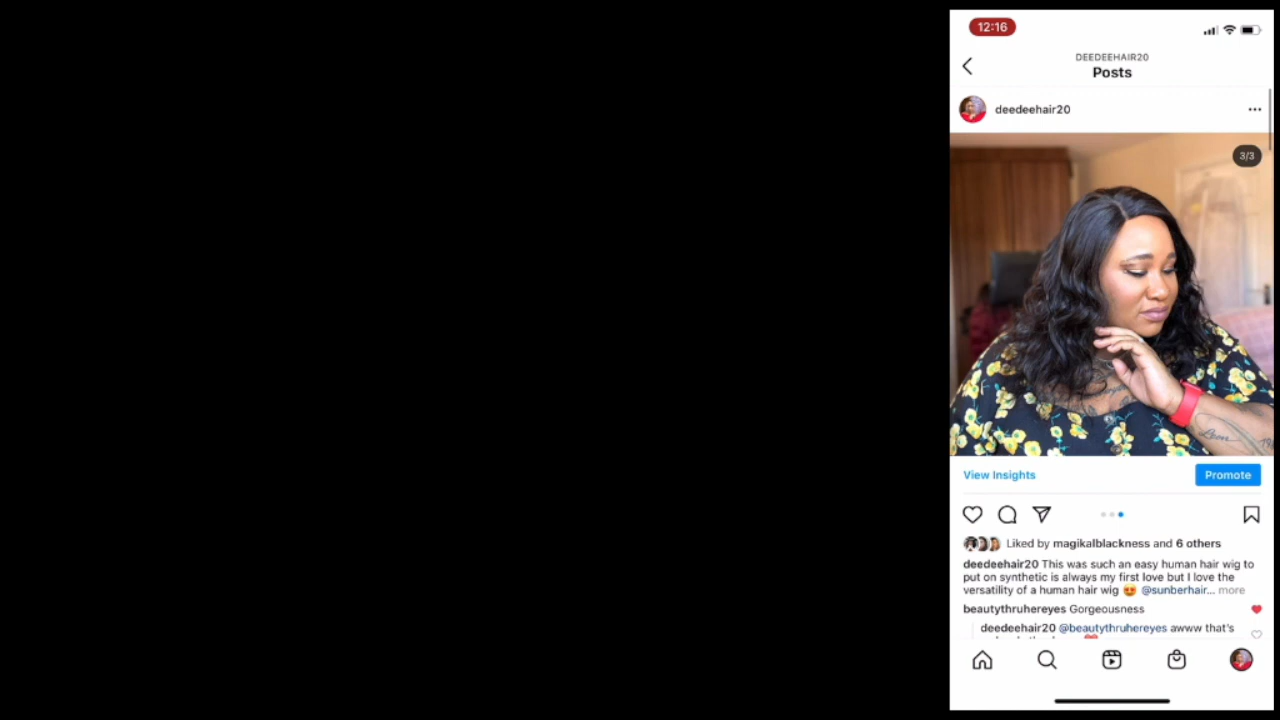 12:16
DEEDEEHAIR20
Posts
deedeehair20
3/3
Leon
View Insights
Promote
Liked by magikalblackness and 6 others
deedeehair20 This was such an easy human hair wig to
put on synthetic is always my first love but I love the
versatility of a human hair wig 😍 @sunberhair... more
beautythruhereyes Gorgeousness
deedeehair20 @beautythruhereyes awww that's